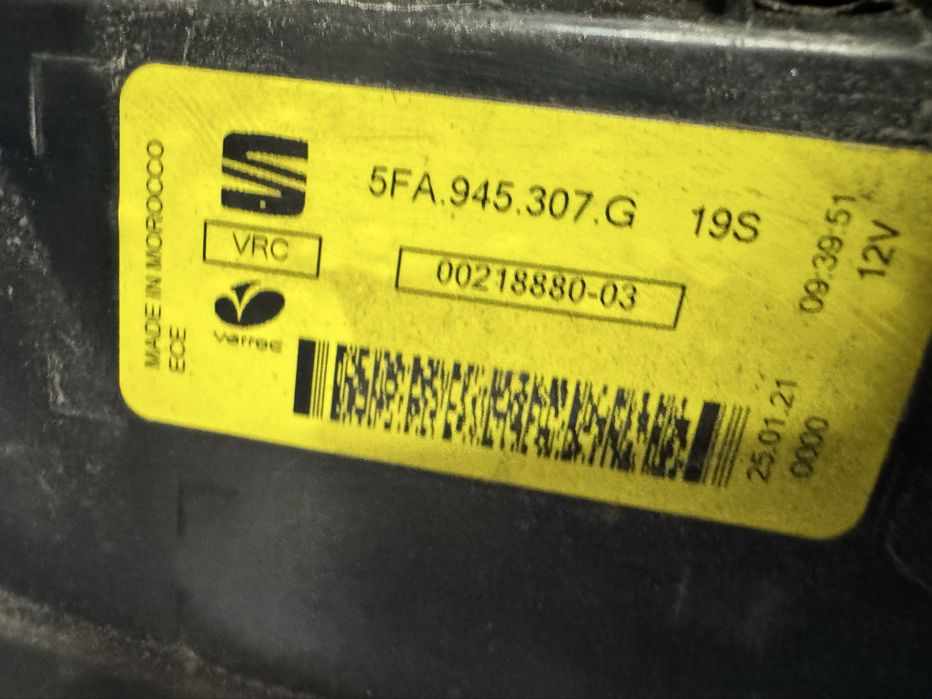 MADE IN MOROCCO
ECE
5FA.945.307.G 19S
VRC
00218880-03
varroc
09:39:51
12V
25.01.21
0000